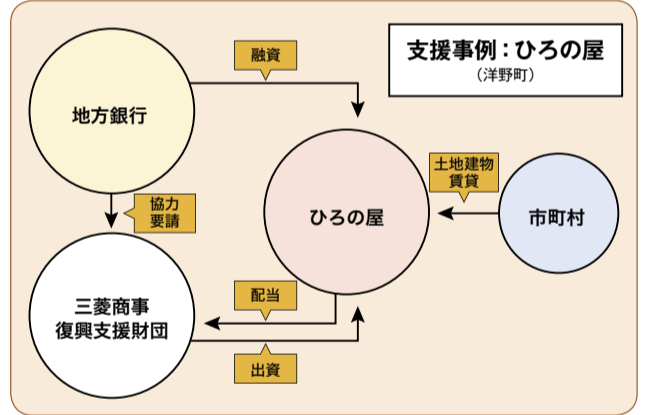 支援事例：ひろの屋
（洋野町）
融資
地方銀行
土地建物
賃貸
協力
要請
ひろの屋
市町村
配当
三菱商事
復興支援財団
出資